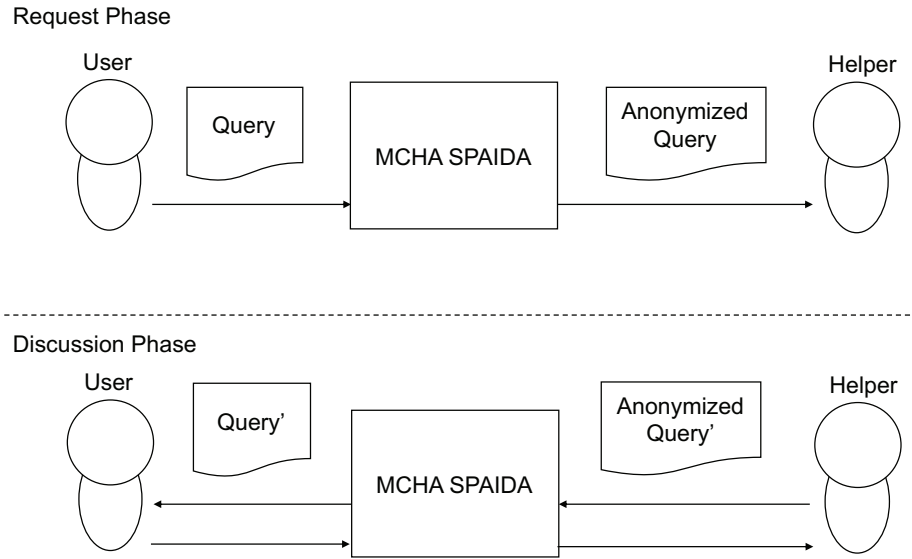 Request Phase
User
Helper
Query
Anonymized
Query
MCHA SPAIDA
Discussion Phase
User
Helper
Query’
Anonymized
Query’
MCHA SPAIDA